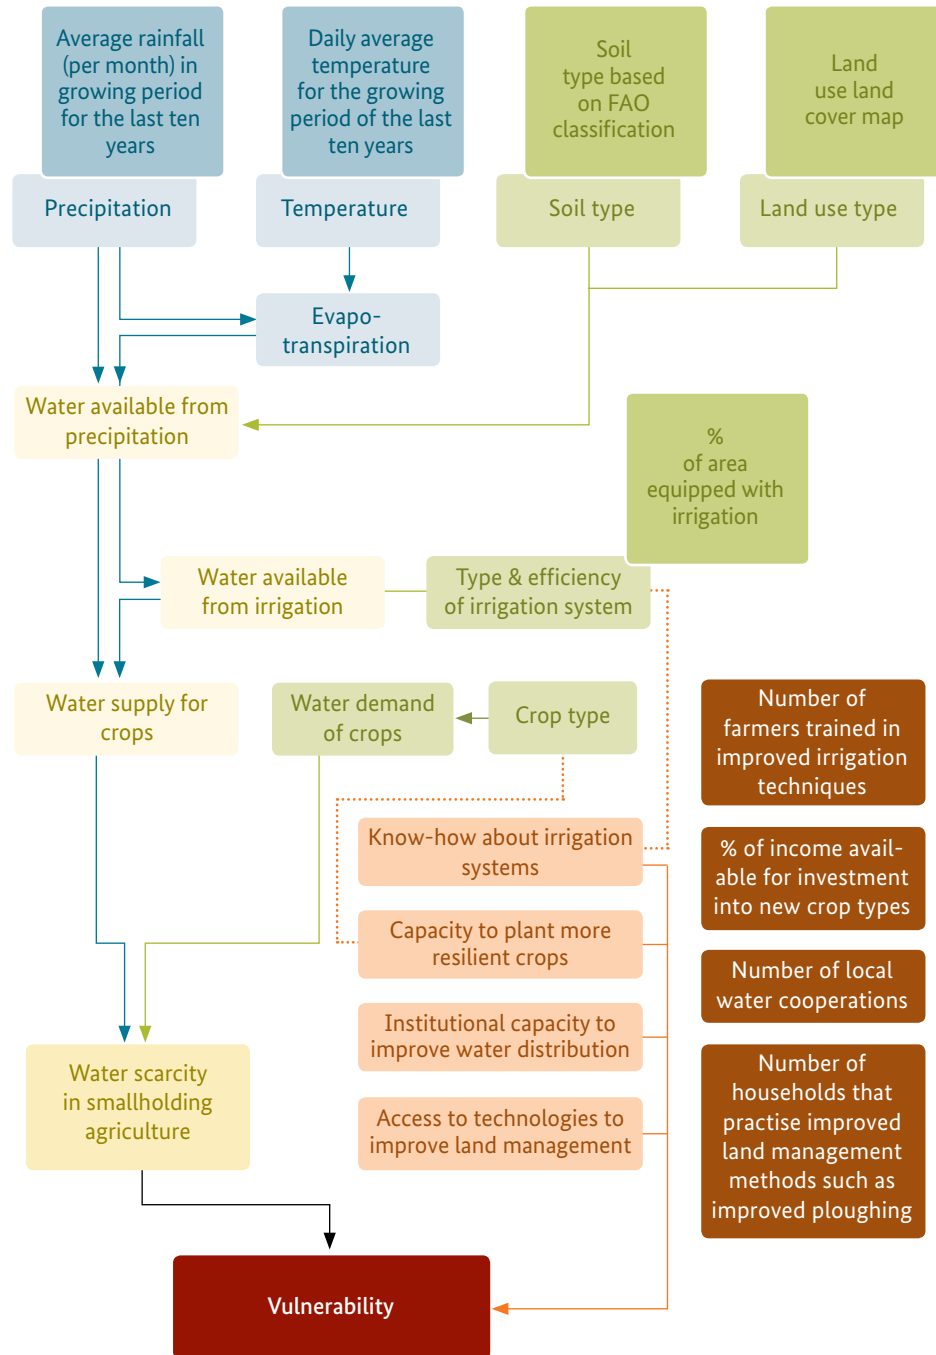 Average rainfall
(per month) in
growing period
for the last ten
years
Daily average
temperature
for the growing
period of the last
ten years
Soil
type based
on FAO
classification
Land
use land
cover map
Precipitation
Temperature
Soil type
Land use type
Evapo-
transpiration
Water available from
precipitation
%
of area
equipped with
irrigation
Water available
from irrigation
Type & efficiency
of irrigation system
Water supply for
crops
Water demand
of crops
Crop type
Number of
farmers trained in
improved irrigation
techniques
Know-how about irrigation
systems
% of income avail-
able for investment
into new crop types
Capacity to plant more
resilient crops
Number of local
water cooperations
Institutional capacity to
improve water distribution
Water scarcity
in smallholding
agriculture
Access to technologies to
improve land management
Number of
households that
practise improved
land management
methods such as
improved ploughing
Vulnerability